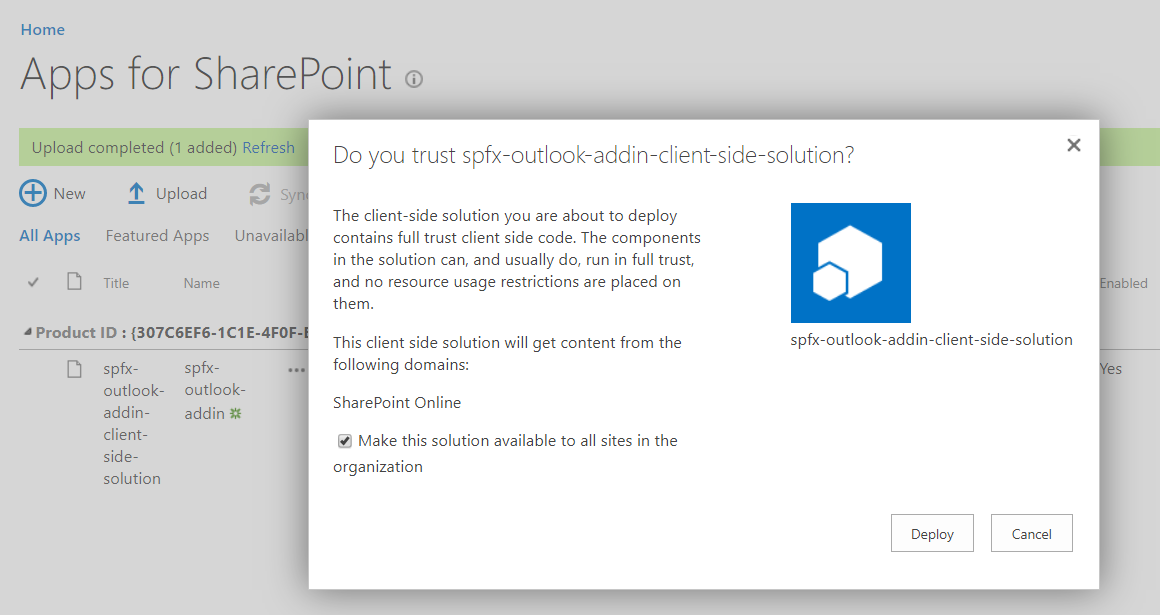 Home
Apps for SharePoint
Upload completed (1 added) Refresh
New Upload
All Apps Featured Apps
Title Name Enabled
Product ID : {307C6EF6-1C1E-4F0F-
spfx-
outlook-
addin-
client-
side-
solution
spfx-
outlook-
addin
Yes
Do you trust spfx-outlook-addin-client-side-solution?
The client-side solution you are about to deploy
contains full trust client side code. The components
in the solution can, and usually do, run in full trust,
and no resource usage restrictions are placed on
them.
This client side solution will get content from the
following domains:
SharePoint Online
Make this solution available to all sites in the
organization
spfx-outlook-addin-client-side-solution
Deploy Cancel